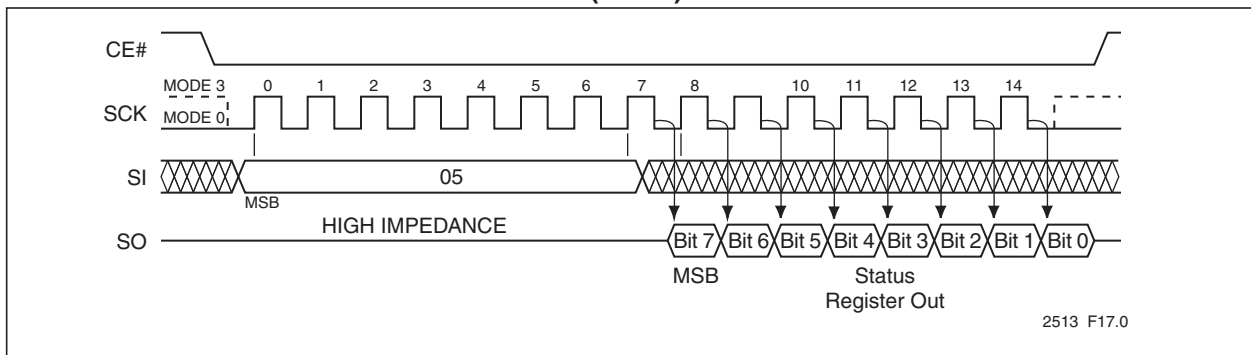 CE#
MODE 3 0 1 2 3 4 5 6 7 8 10 11 12 13 14
SCK
MODE 0
SI 05
MSB
HIGH IMPEDANCE
SO Bit 7 Bit 6 Bit 5 Bit 4 Bit 3 Bit 2 Bit 1 Bit 0
MSB Status
Register Out
2513 F17.0